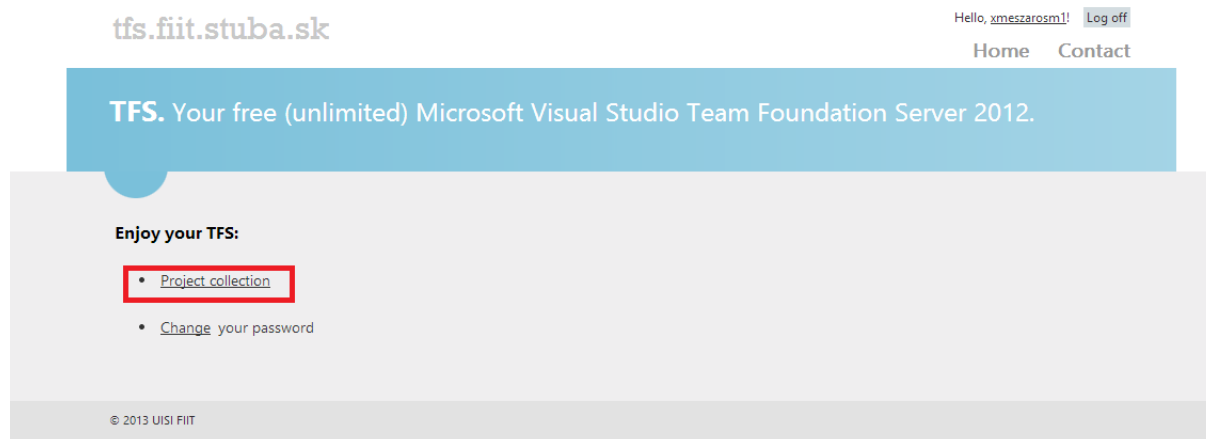 tfs.fiit.stuba.sk
Hello, xmeszarosm1! Log off
Home Contact
TFS. Your free (unlimited) Microsoft Visual Studio Team Foundation Server 2012.
Enjoy your TFS:
• Project collection
• Change your password
© 2013 UISI FIIT